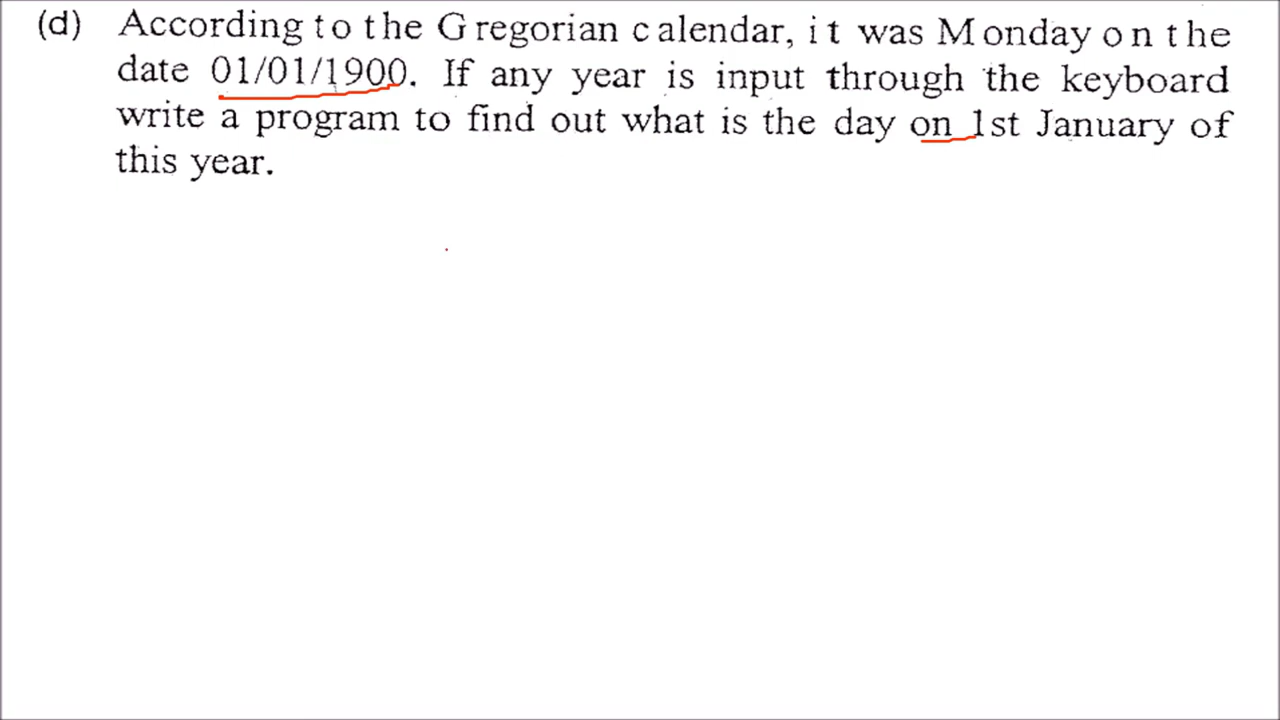 (d) According to the Gregorian calendar, it was Monday on the
date 01/01/1900. If any year is input through the keyboard
write a program to find out what is the day on 1st January of
this year.